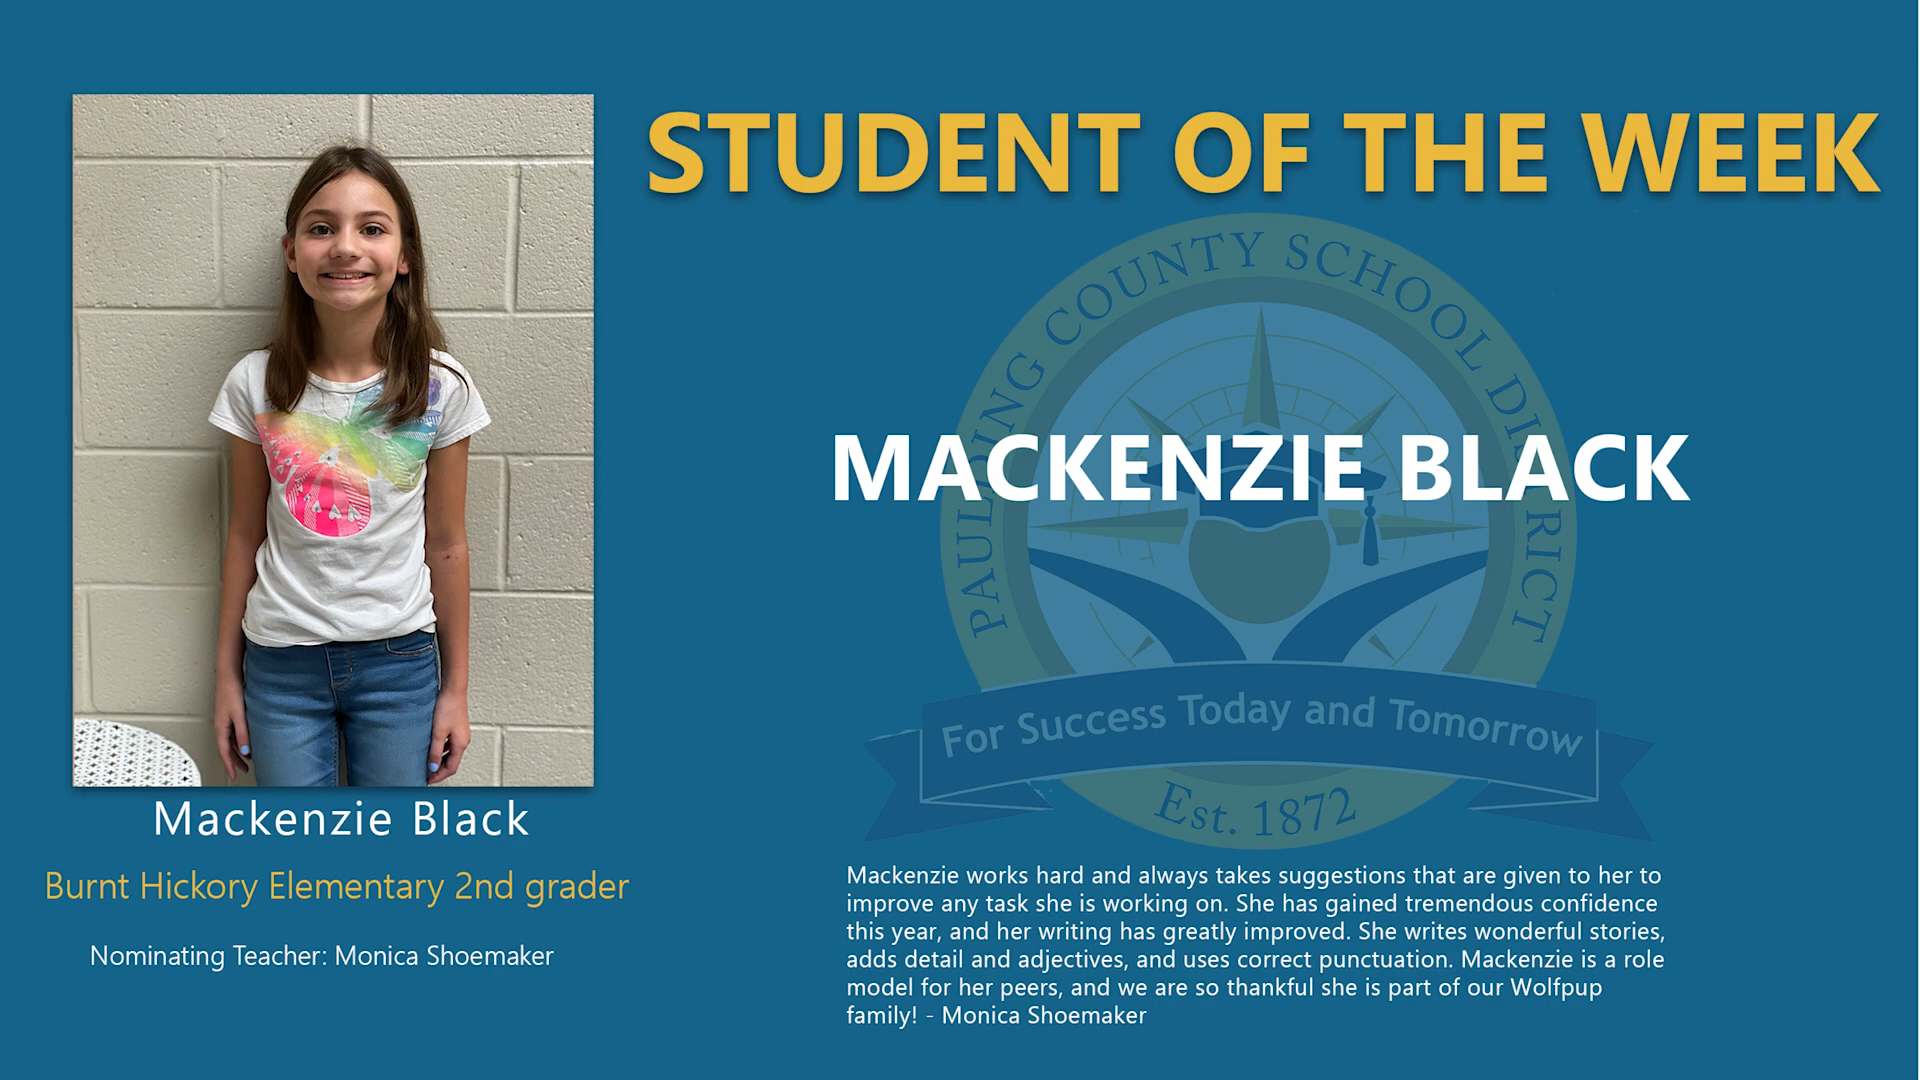 STUDENT OF THE WEEK
PAULDING COUNTY SCHOOL DISTRICT
MACKENZIE BLACK
For Success Today and Tomorrow
Est. 1872
Mackenzie Black
Burnt Hickory Elementary 2nd grader
Nominating Teacher: Monica Shoemaker
Mackenzie works hard and always takes suggestions that are given to her to
improve any task she is working on. She has gained tremendous confidence
this year, and her writing has greatly improved. She writes wonderful stories,
adds detail and adjectives, and uses correct punctuation. Mackenzie is a role
model for her peers, and we are so thankful she is part of our Wolfpup
family! - Monica Shoemaker